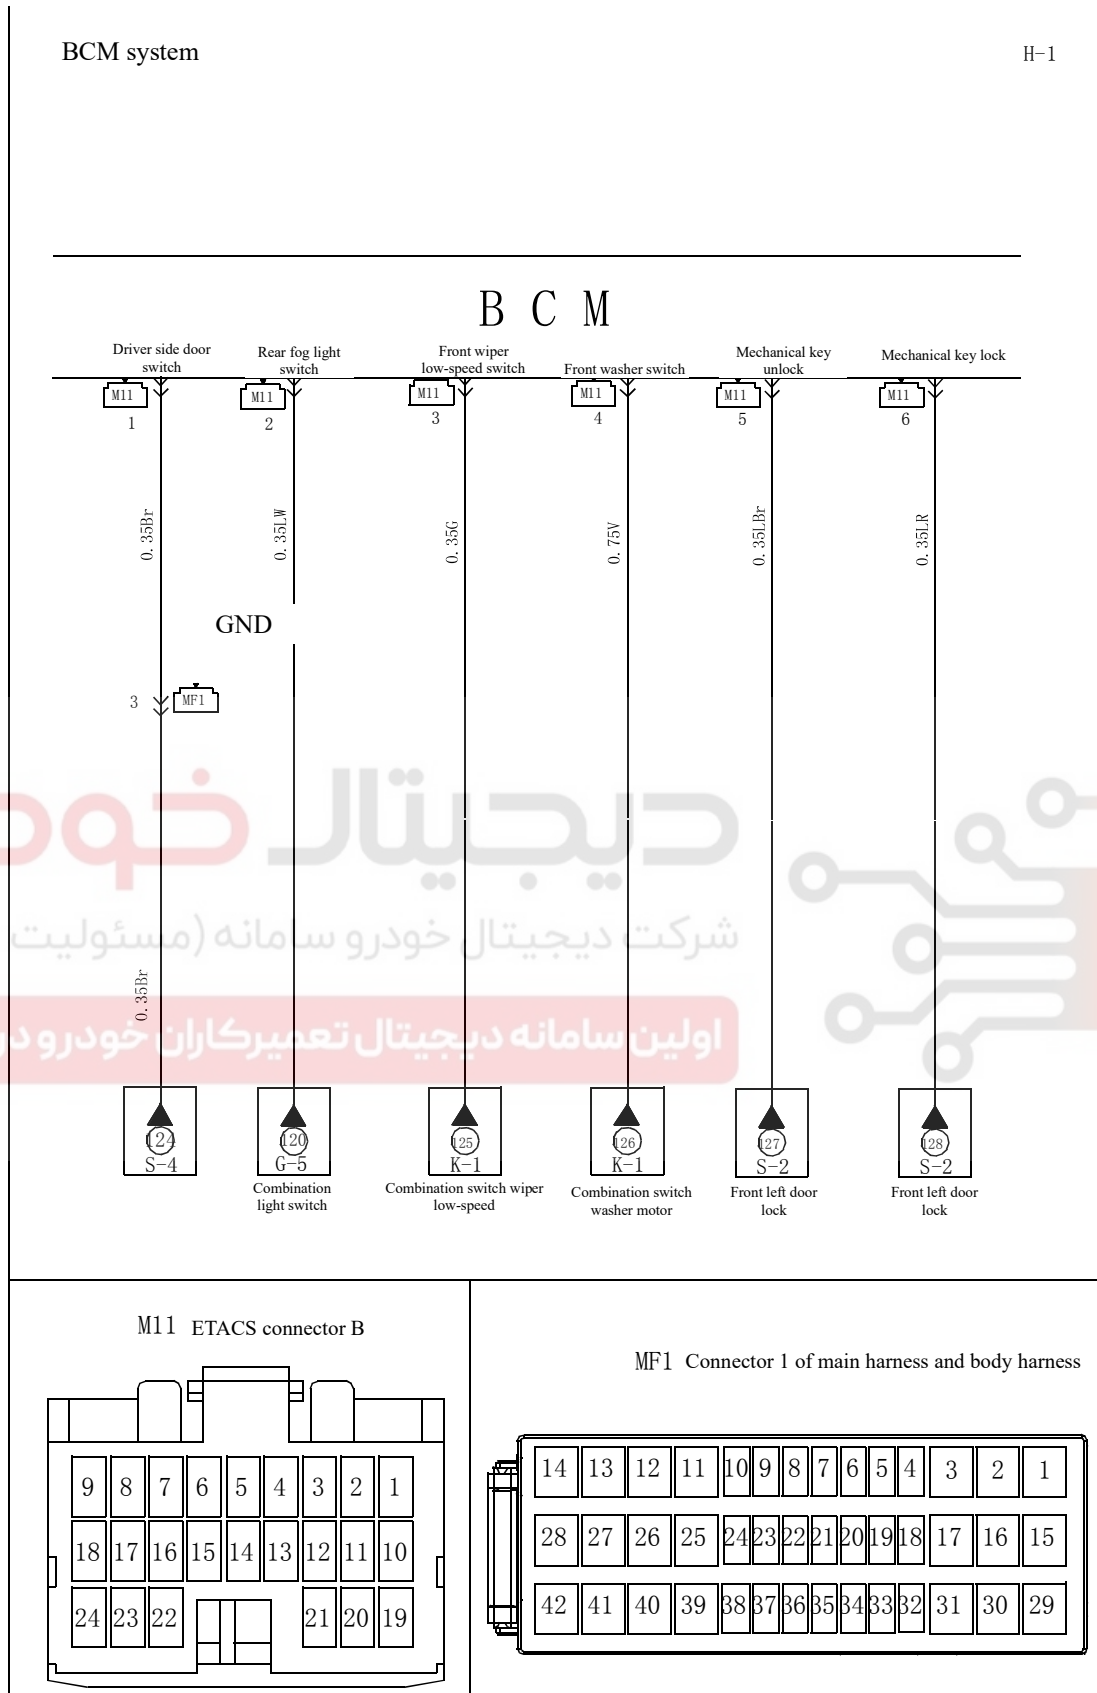 BCM system
H-1
B C M
Driver side door
switch
Rear fog light
switch
Front wiper
low-speed switch
Front washer switch
Mechanical key
unlock
Mechanical key lock
M11
M11
M11
M11
M11
M11
1
2
3
4
5
6
0.35Br
0.35LW
0.35G
0.75V
0.35LBr
0.35LR
GND
3
MF1
دیجیتال خود
شرکت دیجیتال خودرو سامانه (مسئولیت
0.35Br
اولین سامانه دیجیتال تعمیرکاران خودرو در
124
S-4
120
G-5
125
K-1
126
K-1
127
S-2
128
S-2
Combination
light switch
Combination switch wiper
low-speed
Combination switch
washer motor
Front left door
lock
Front left door
lock
M11 ETACS connector B
9 8 7 6 5 4 3 2 1
18 17 16 15 14 13 12 11 10
24 23 22 21 20 19
MF1 Connector 1 of main harness and body harness
14 13 12 11 10 9 8 7 6 5 4 3 2 1
28 27 26 25 24 23 22 21 20 19 18 17 16 15
42 41 40 39 38 37 36 35 34 33 32 31 30 29